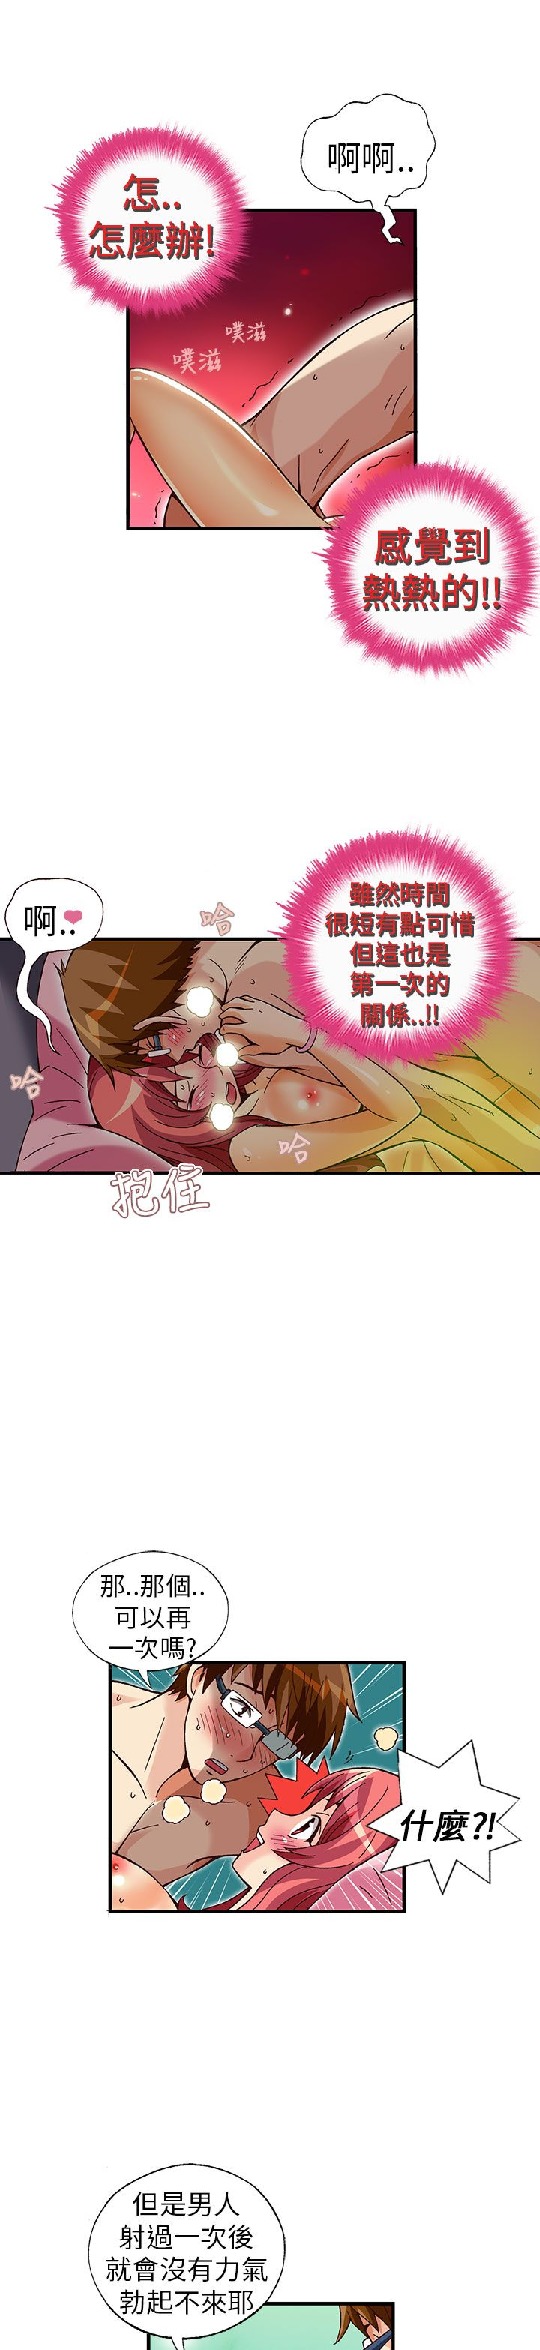 啊啊..
怎..
怎麼辦!
噗滋
噗滋
感覺到
熱熱的!!
雖然時間
很短有點可惜
但這也是
第一次的
關係..!!
啊..❤
哈
哈
哈
抱住
那..那個..
可以再
一次嗎?
什麼?!
但是男人
射過一次後
就會沒有力氣
勃起不來耶